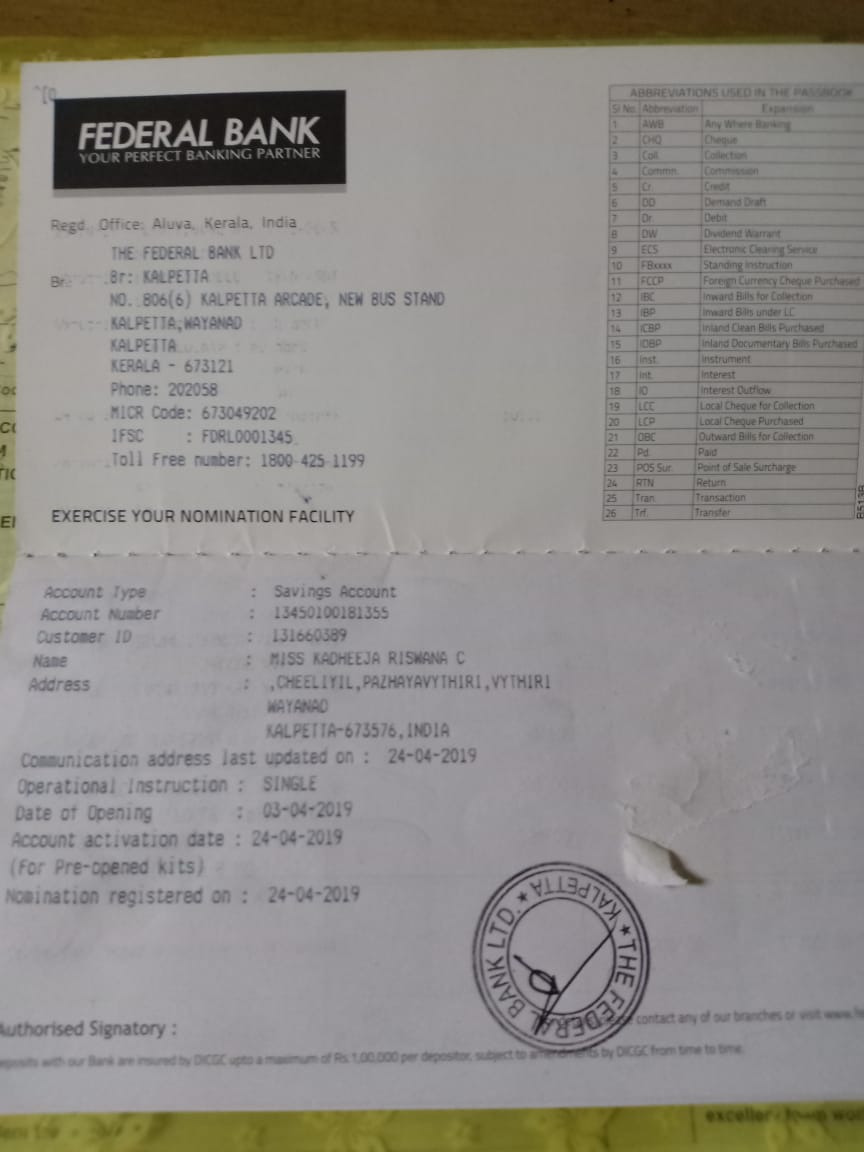 FEDERAL BANK
YOUR PERFECT BANKING PARTNER
Regd. Office: Aluva, Kerala, India
THE FEDERAL BANK LTD
Br: Br: KALPETTA
NO. 806(6) KALPETTA ARCADE, NEW BUS STAND
KALPETTA,WAYANAD
KALPETTA
KERALA - 673121
Phone: 202058
MICR Code: 673049202
IFSC : FDRL0001345
Toll Free number: 1800-425-1199
EXERCISE YOUR NOMINATION FACILITY
ABBREVIATIONS USED IN THE PASSBOOK
Sl No. Abbreviation Expansion
1 AWB Any Where Banking
2 CHQ Cheque
3 Coll. Collection
4 Commn. Commission
5 Cr. Credit
6 DD Demand Draft
7 Dr. Debit
8 DW Dividend Warrant
9 ECS Electronic Clearing Service
10 FBxxxx Standing Instruction
11 FCCP Foreign Currency Cheque Purchased
12 IBC Inward Bills for Collection
13 IBP Inward Bills under LC
14 ICBP Inland Clean Bills Purchased
15 IDBP Inland Documentary Bills Purchased
16 Inst. Instrument
17 Int. Interest
18 IO Interest Outflow
19 LCC Local Cheque for Collection
20 LCP Local Cheque Purchased
21 OBC Outward Bills for Collection
22 Pd. Paid
23 POS Sur. Point of Sale Surcharge
24 RTN Return
25 Tran. Transaction
26 Trf. Transfer
Account Type : Savings Account
Account Number : 13450100181355
Customer ID : 131660389
Name : MISS KADHEEJA RISWANA C
Address : ,CHEELIYIL,PAZHAYAVYTHIRI,VYTHIRI
WAYANAD
KALPETTA-673576,INDIA
Communication address last updated on : 24-04-2019
Operational Instruction : SINGLE
Date of Opening : 03-04-2019
Account activation date : 24-04-2019
(For Pre-opened kits)
Nomination registered on : 24-04-2019
THE FEDERAL BANK LTD. ★ KALPETTA ★
Authorised Signatory :
contact any of our branches or visit www.
eposits with our Bank are insured by DICGC upto a maximum of Rs 1,00,000 per depositor, subject to amendments by DICGC from time to time.